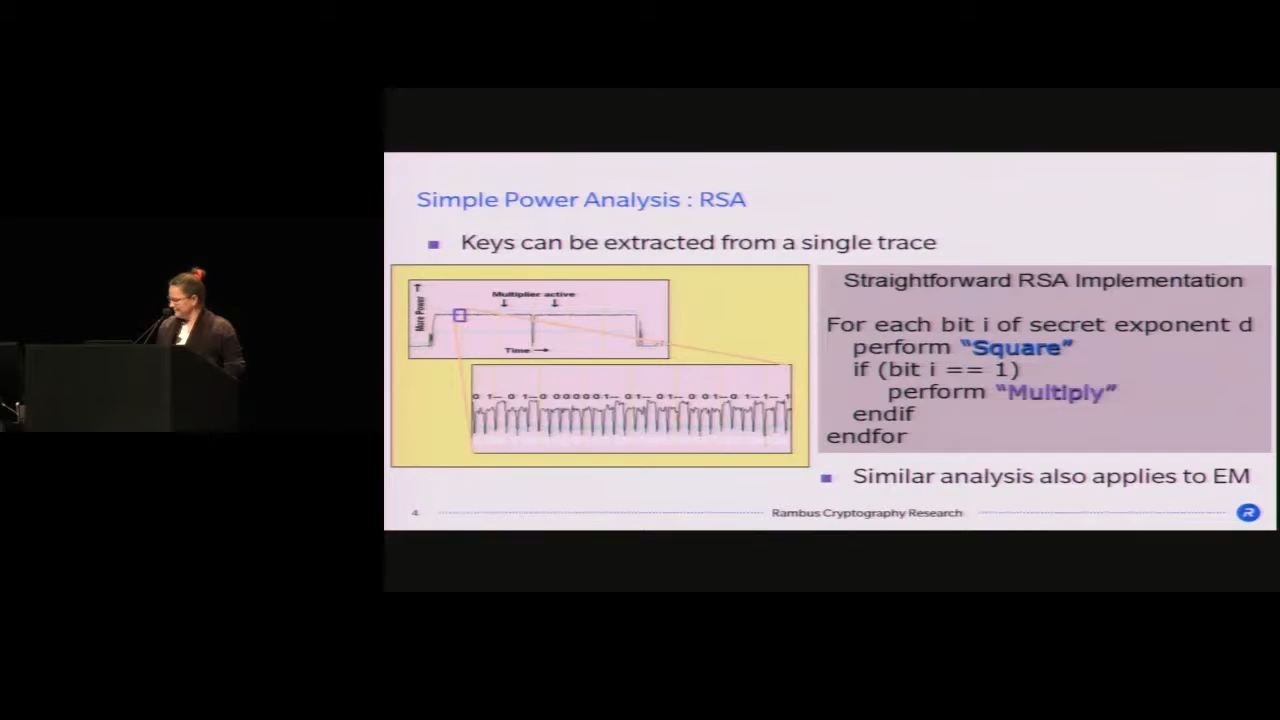 Simple Power Analysis : RSA
Keys can be extracted from a single trace
More Power
Multiplier active
Time
Straightforward RSA Implementation
For each bit i of secret exponent d
perform “Square”
if (bit i == 1)
perform “Multiply”
endif
endfor
Similar analysis also applies to EM
4
Rambus Cryptography Research
R